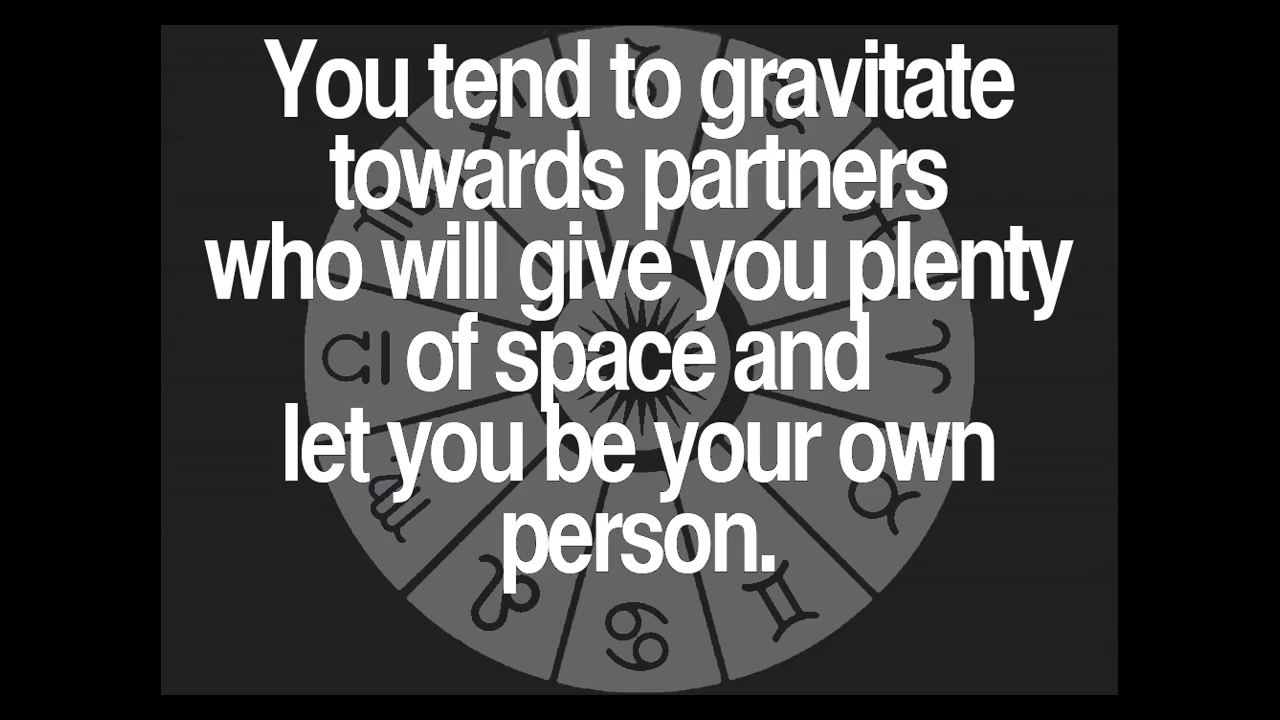 You tend to gravitate
towards partners
who will give you plenty
of space and
let you be your own
person.